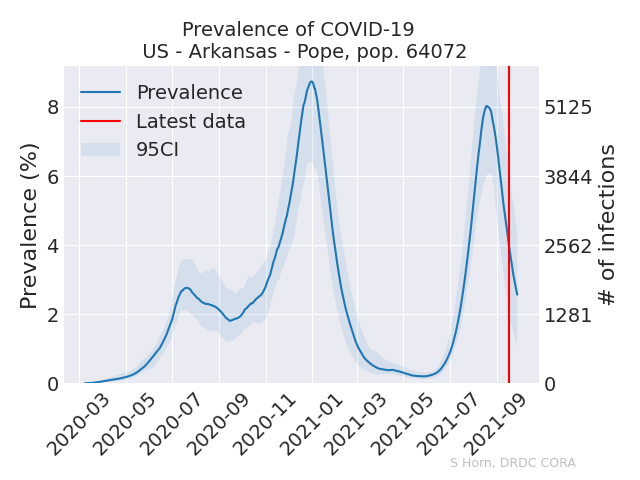 Prevalence of COVID-19
US - Arkansas - Pope, pop. 64072
Prevalence
Latest data
95CI
Prevalence (%)
8
6
4
2
0
5125
3844
2562
1281
0
# of infections
2020-03
2020-05
2020-07
2020-09
2020-11
2021-01
2021-03
2021-05
2021-07
2021-09
S Horn, DRDC CORA